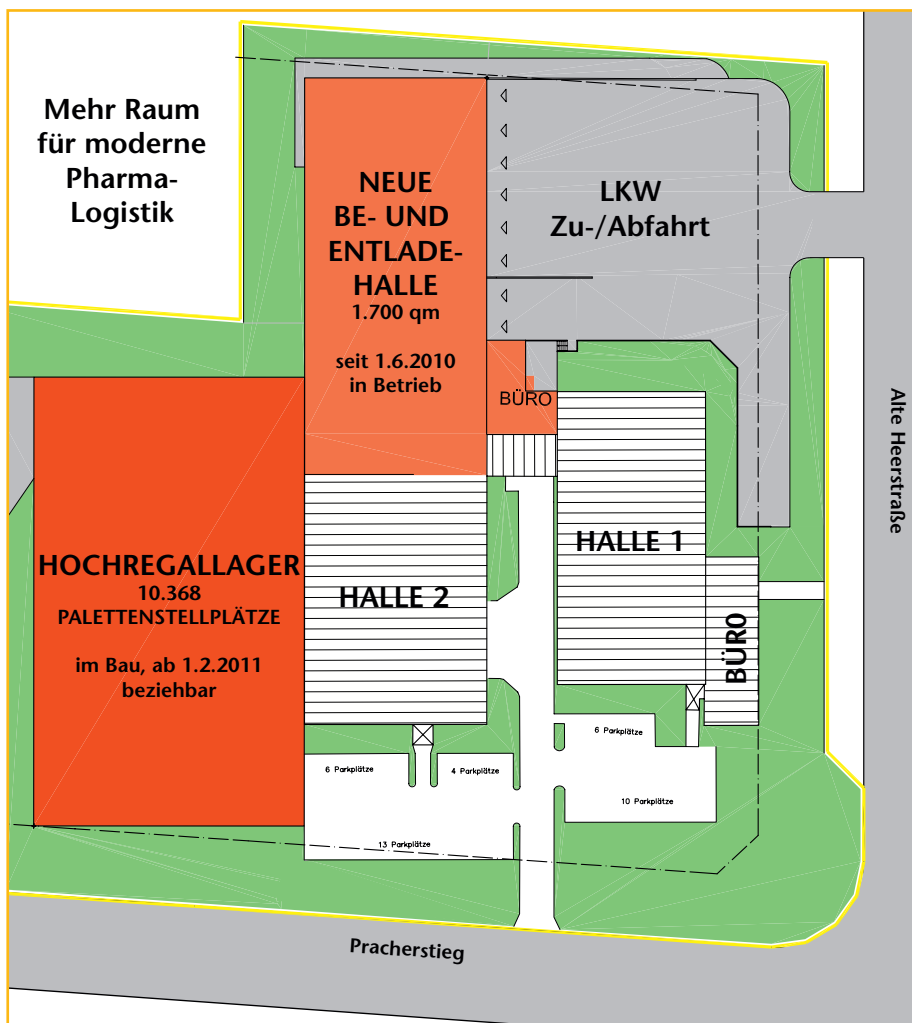 Mehr Raum
für moderne
Pharma-
Logistik
NEUE
BE- UND
ENTLADE-
HALLE
1.700 qm
seit 1.6.2010
in Betrieb
LKW
Zu-/Abfahrt
BÜRO
Alte Heerstraße
HOCHREGALLAGER
10.368
PALETTENSTELLPLÄTZE
im Bau, ab 1.2.2011
beziehbar
HALLE 2
HALLE 1
BÜRO
6 Parkplätze
4 Parkplätze
13 Parkplätze
6 Parkplätze
10 Parkplätze
Pracherstieg